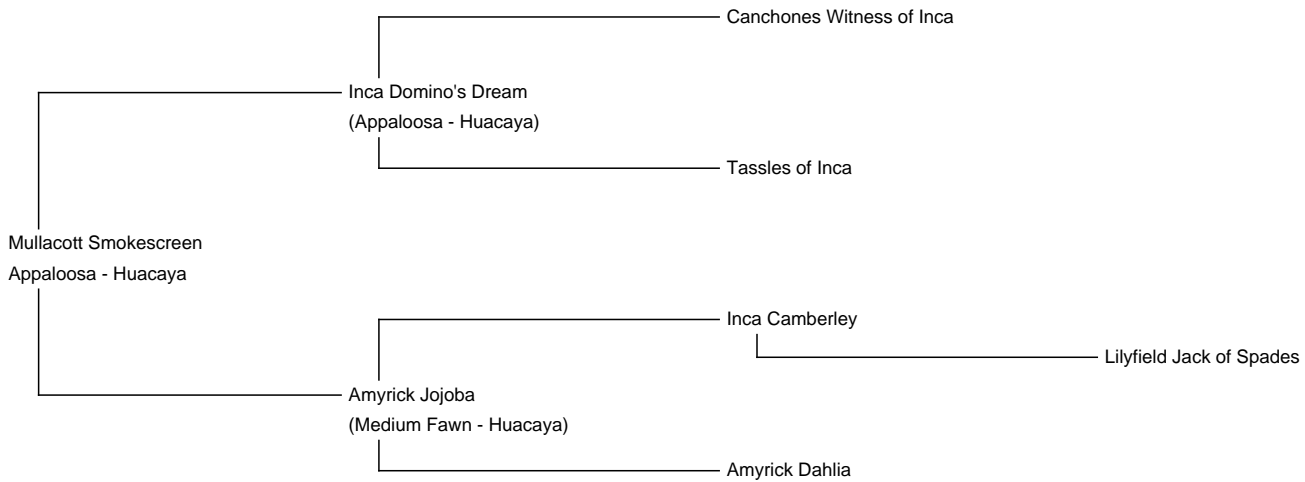 Canchones Witness of Inca
Inca Domino's Dream
(Appaloosa - Huacaya)
Tassles of Inca
Mullacott Smokescreen
Appaloosa - Huacaya
Inca Camberley
Lilyfield Jack of Spades
Amyrick Jojoba
(Medium Fawn - Huacaya)
Amyrick Dahlia